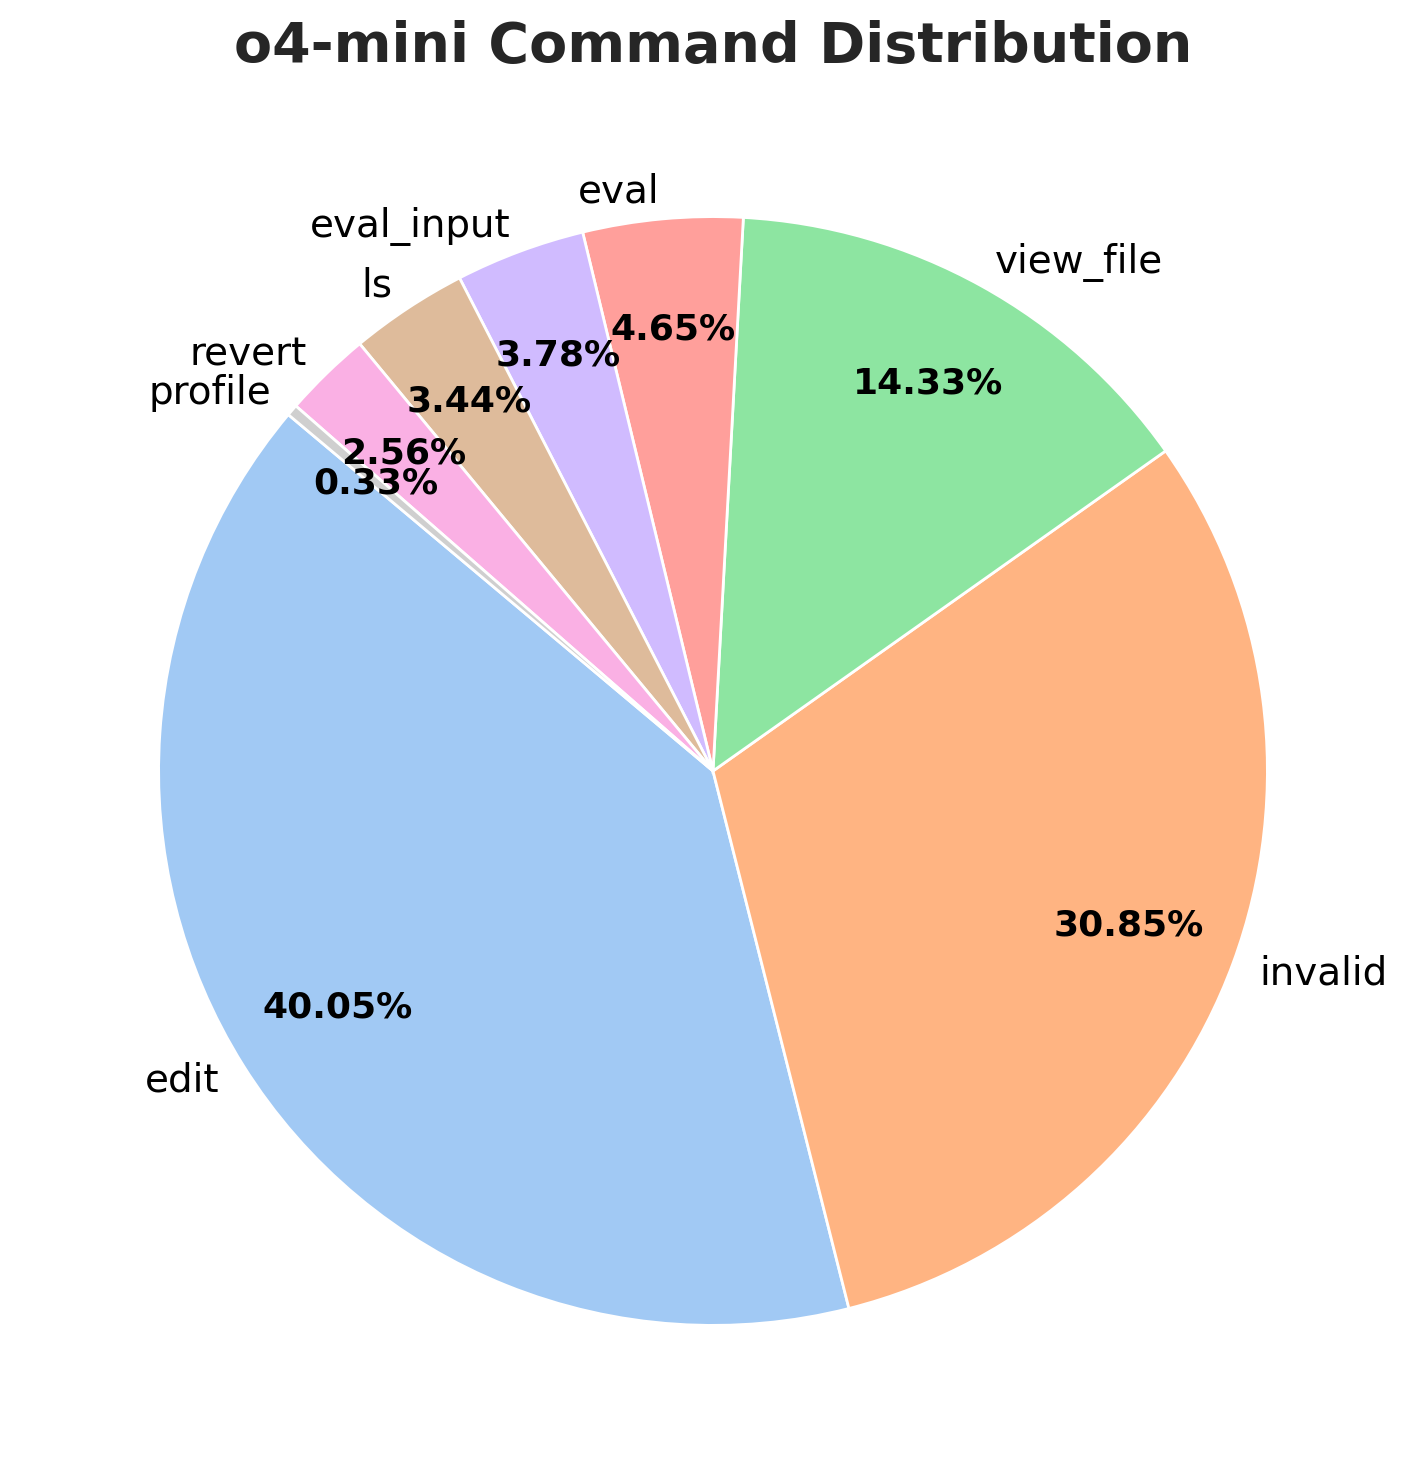 o4-mini Command Distribution
eval
eval_input
view_file
ls
4.65%
revert
3.78%
14.33%
profile
3.44%
2.56%
0.33%
30.85%
invalid
40.05%
edit